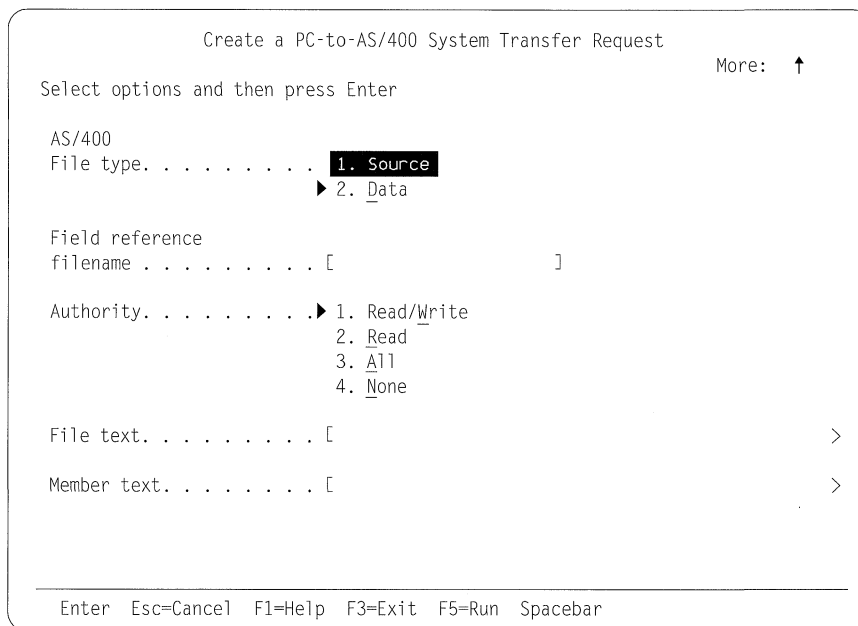 Create a PC-to-AS/400 System Transfer Request
More: ↑
Select options and then press Enter
AS/400
File type. . . . . . . . . 1. Source
▶ 2. Data
Field reference
filename . . . . . . . . . [ ]
Authority. . . . . . . . .▶ 1. Read/Write
2. Read
3. All
4. None
File text. . . . . . . . . [ >
Member text. . . . . . . . [ >
Enter Esc=Cancel F1=Help F3=Exit F5=Run Spacebar